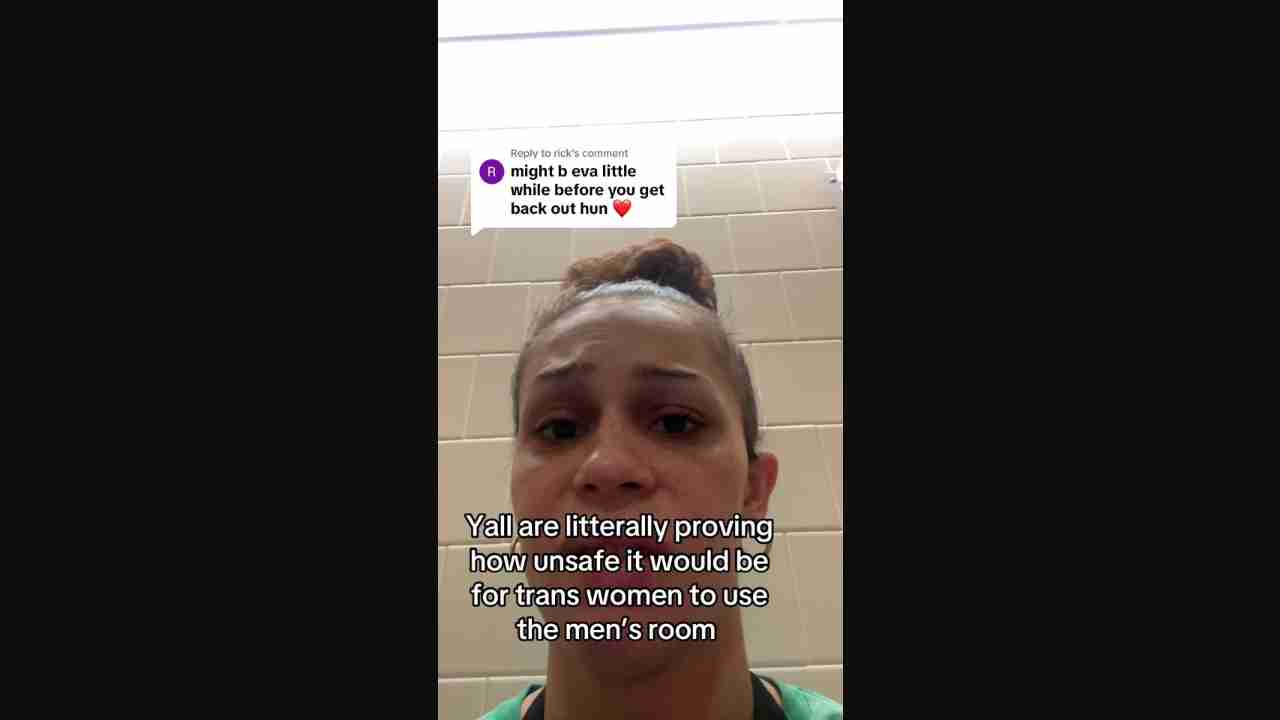 Reply to rick's comment
R
might b eva little
while before you get
back out hun ❤️
Yall are litterally proving
how unsafe it would be
for trans women to use
the men's room